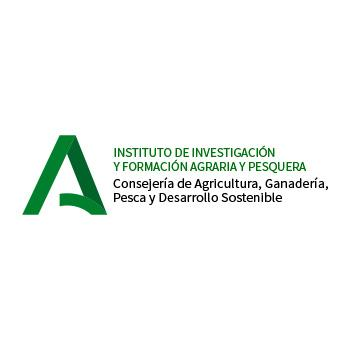 INSTITUTO DE INVESTIGACIÓN
Y FORMACIÓN AGRARIA Y PESQUERA
Consejería de Agricultura, Ganadería,
Pesca y Desarrollo Sostenible